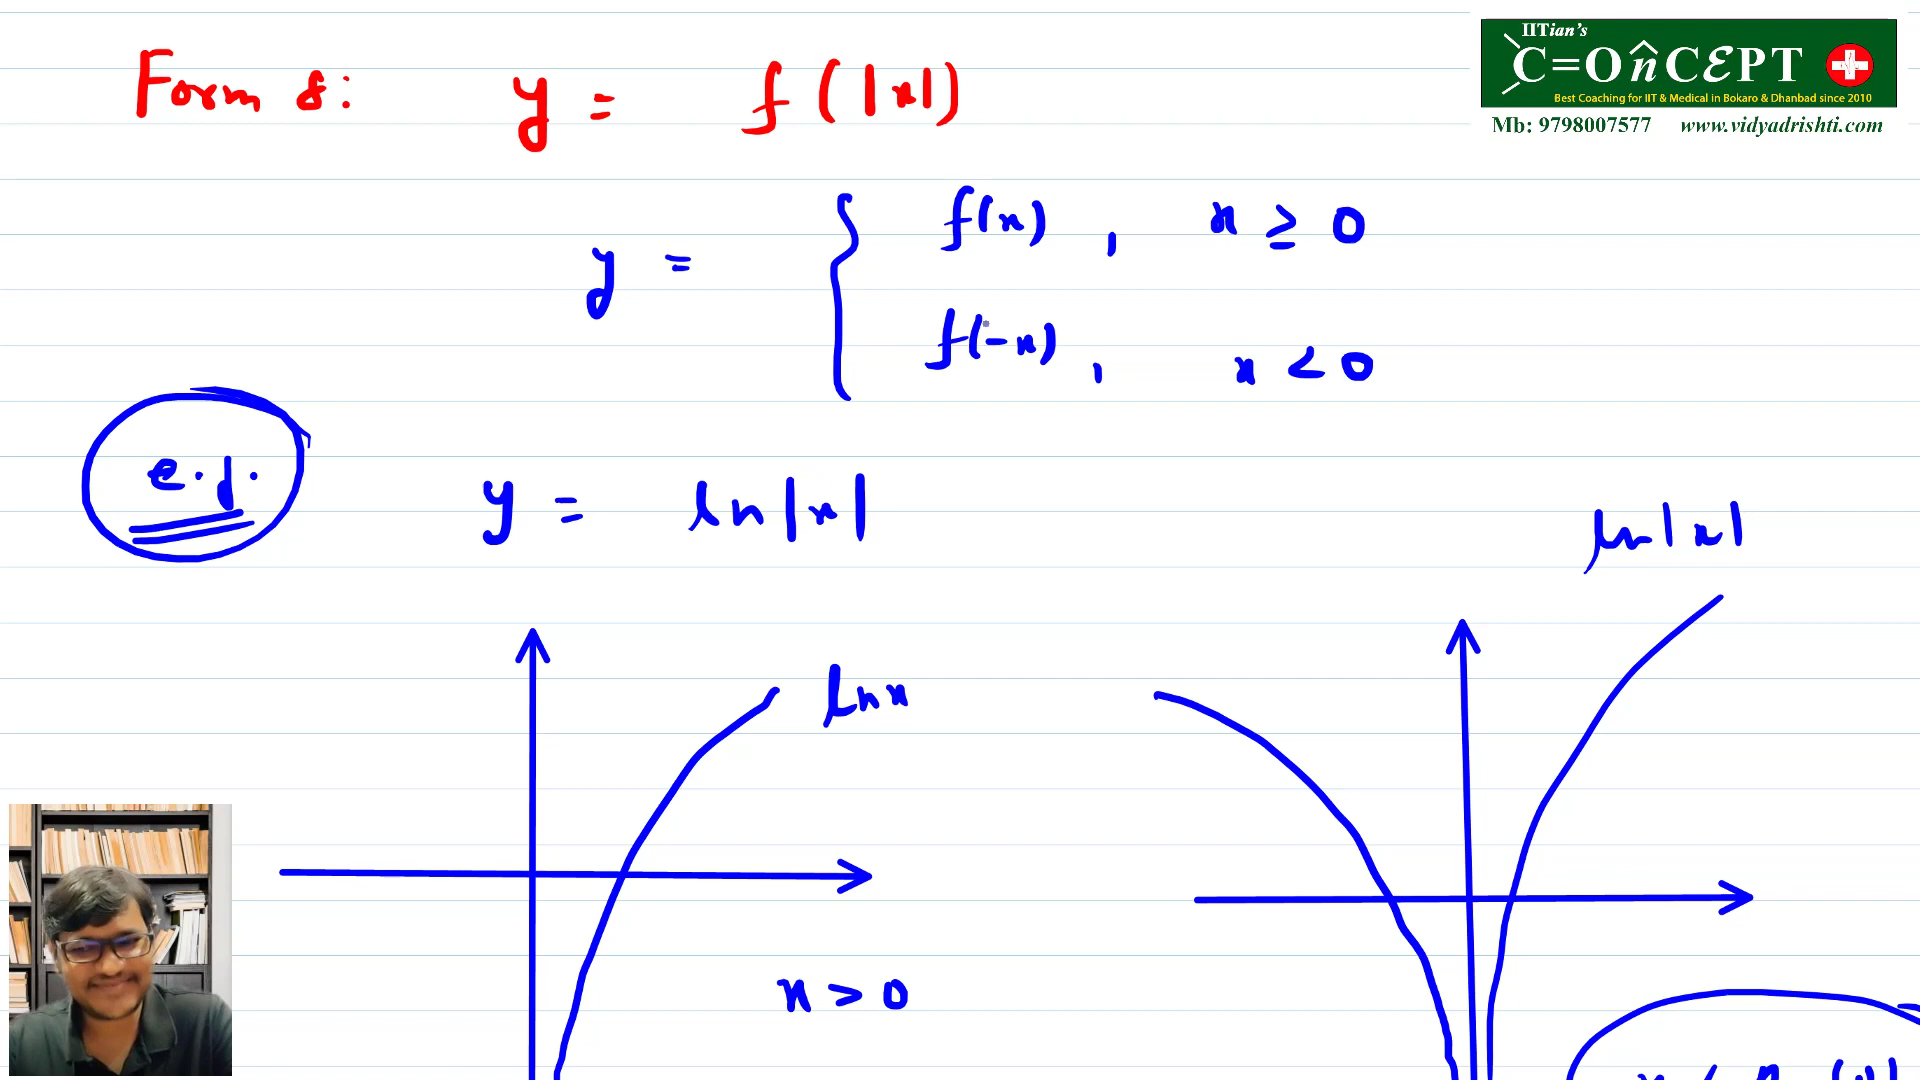 IITian's
C=OnCEPT
Best Coaching for IIT & Medical in Bokaro & Dhanbad since 2010
Mb: 9798007577 www.vidyadrishti.com
Form 8: y = f(|x|)
y = { f(x), x ≥ 0
f(-x), x < 0
e.g. y = ln|x|
ln|x|
ln x
x > 0